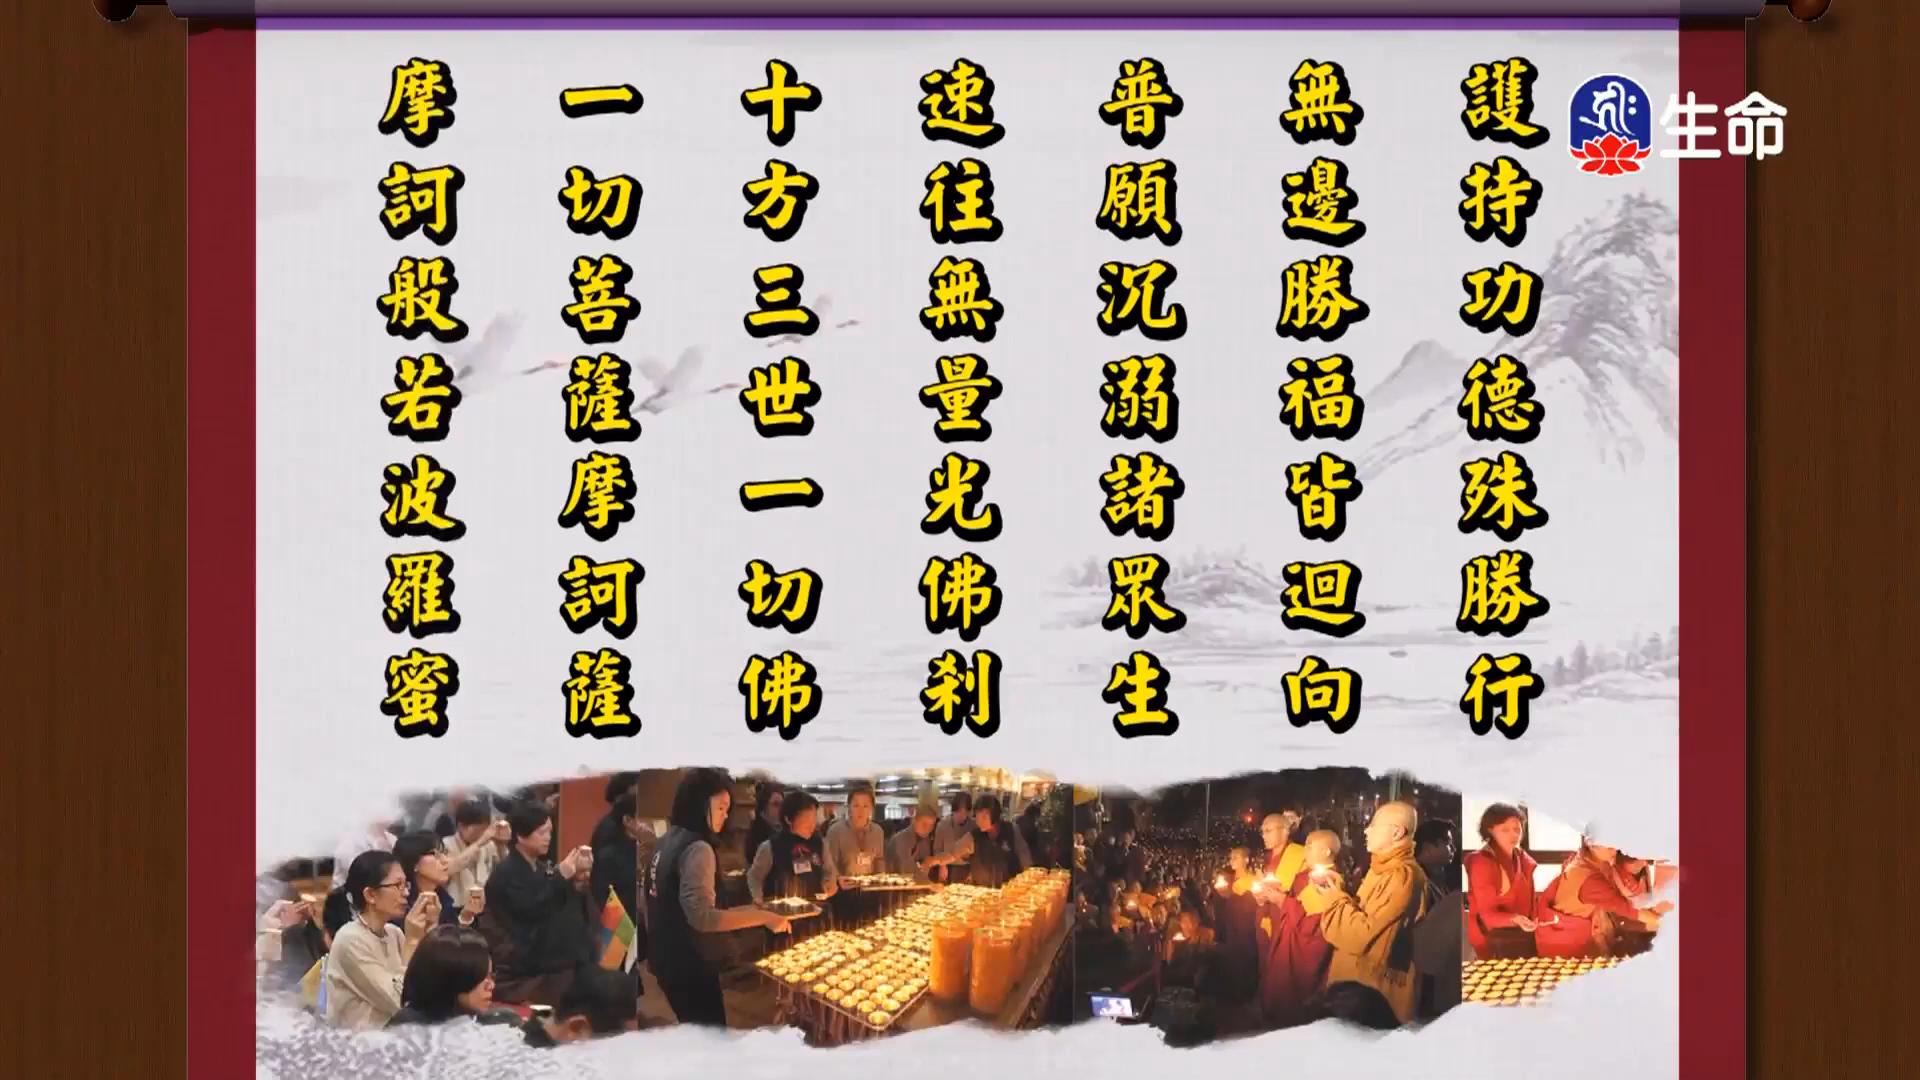 護持功德殊勝行
無邊勝福皆迴向
普願沉溺諸眾生
速往無量光佛刹
十方三世一切佛
一切菩薩摩訶薩
摩訶般若波羅蜜
生命